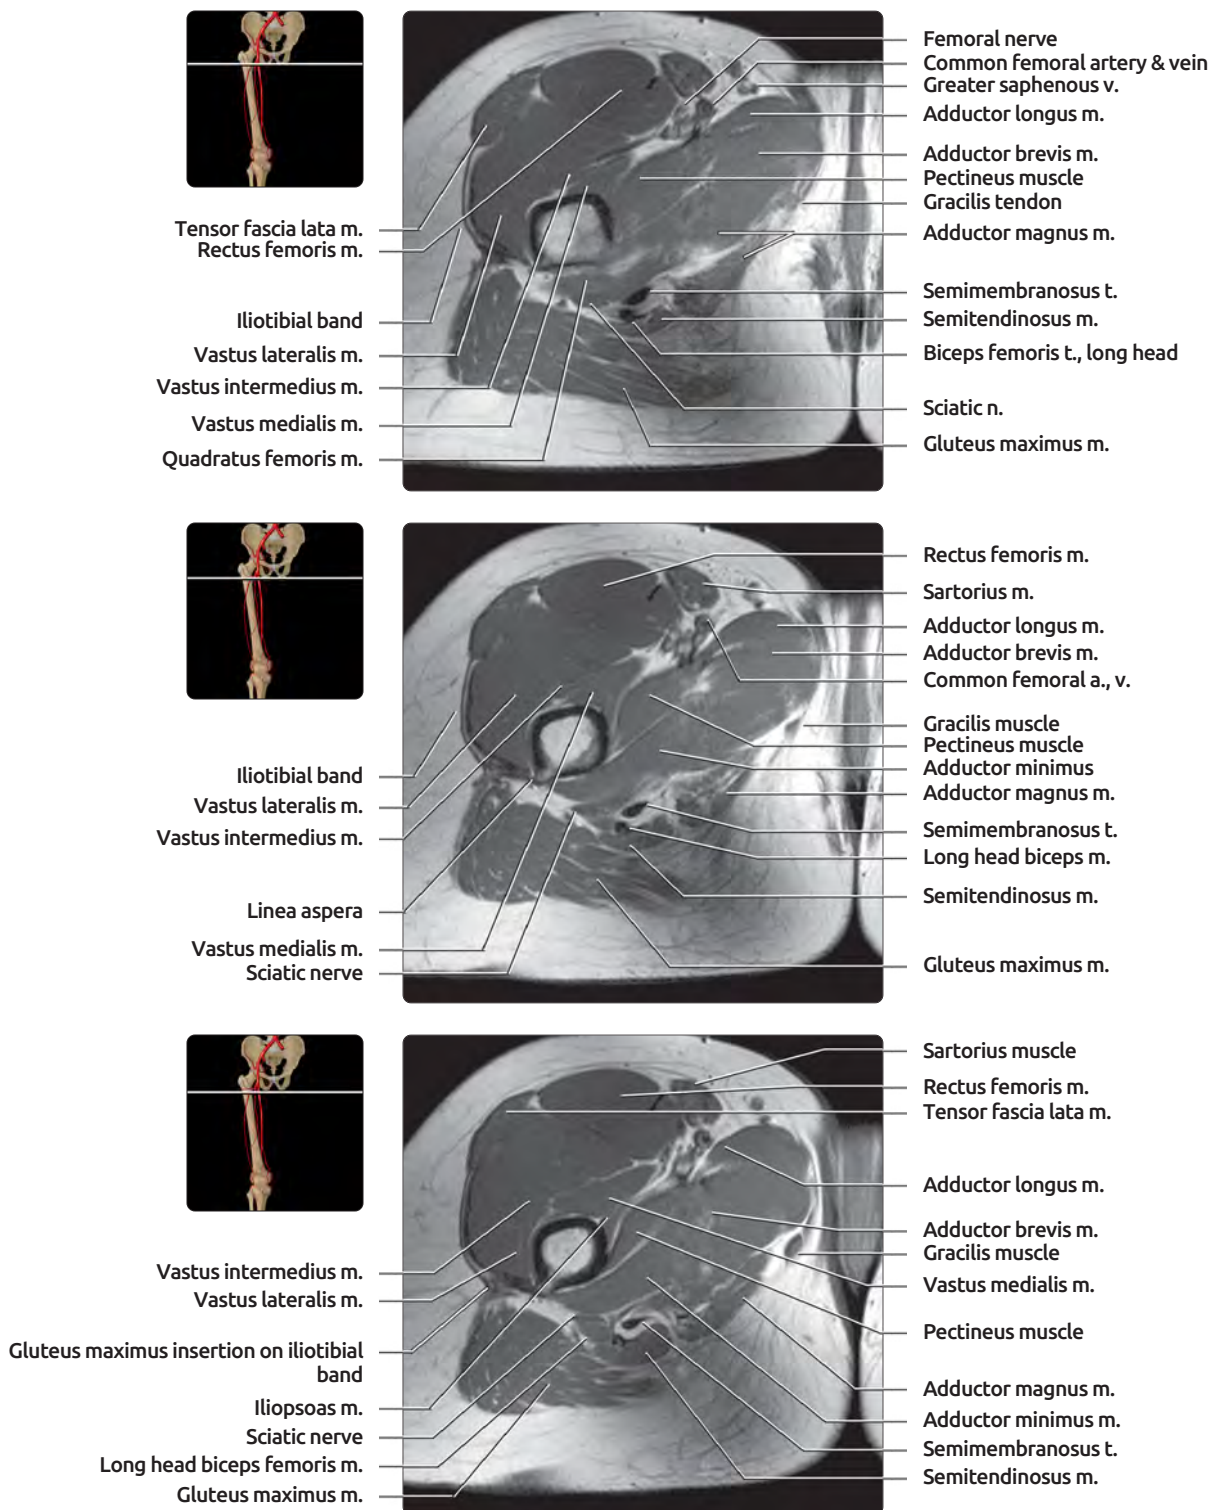 Femoral nerve
Common femoral artery & vein
Greater saphenous v.
Adductor longus m.
Adductor brevis m.
Pectineus muscle
Gracilis tendon
Adductor magnus m.
Semimembranosus t.
Semitendinosus m.
Biceps femoris t., long head
Sciatic n.
Gluteus maximus m.
Tensor fascia lata m.
Rectus femoris m.
Iliotibial band
Vastus lateralis m.
Vastus intermedius m.
Vastus medialis m.
Quadratus femoris m.
Rectus femoris m.
Sartorius m.
Adductor longus m.
Adductor brevis m.
Common femoral a., v.
Gracilis muscle
Pectineus muscle
Adductor minimus
Adductor magnus m.
Semimembranosus t.
Long head biceps m.
Semitendinosus m.
Gluteus maximus m.
Iliotibial band
Vastus lateralis m.
Vastus intermedius m.
Linea aspera
Vastus medialis m.
Sciatic nerve
Sartorius muscle
Rectus femoris m.
Tensor fascia lata m.
Adductor longus m.
Adductor brevis m.
Gracilis muscle
Vastus medialis m.
Pectineus muscle
Adductor magnus m.
Adductor minimus m.
Semimembranosus t.
Semitendinosus m.
Vastus intermedius m.
Vastus lateralis m.
Gluteus maximus insertion on iliotibial
band
Iliopsoas m.
Sciatic nerve
Long head biceps femoris m.
Gluteus maximus m.